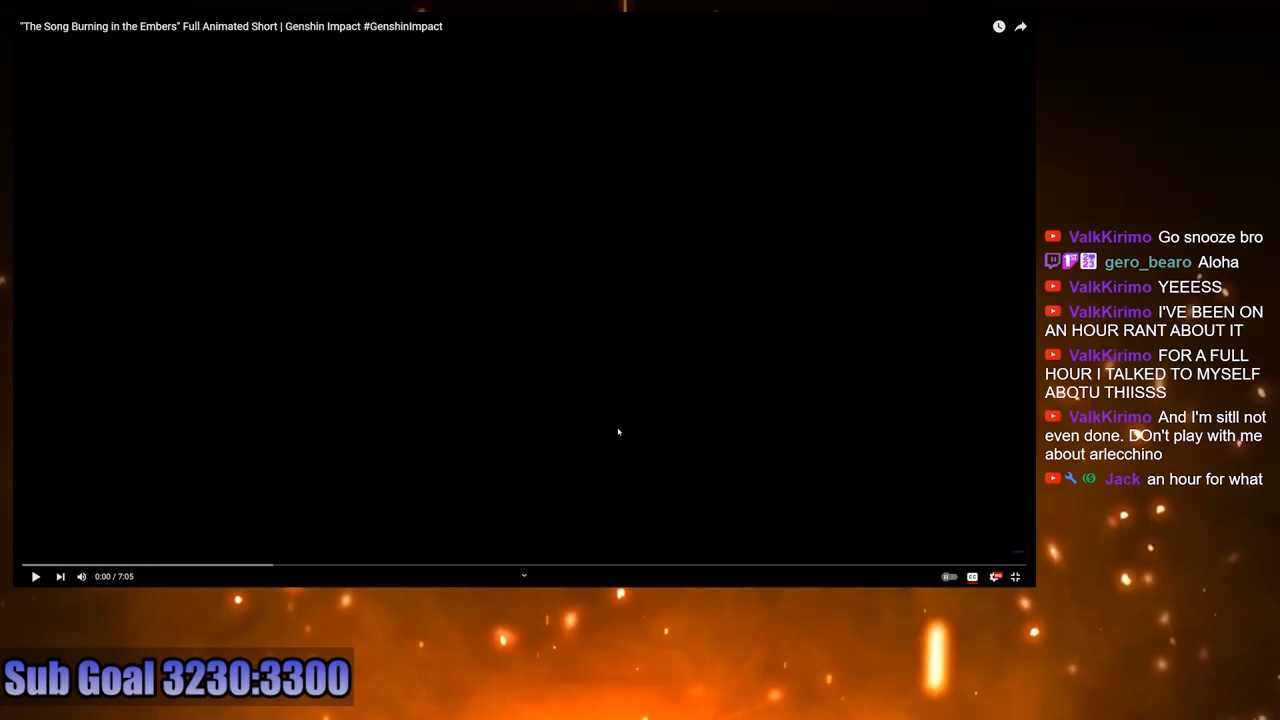 "The Song Burning in the Embers" Full Animated Short | Genshin Impact #GenshinImpact
ValkKirimo Go snooze bro
gero_bearo Aloha
ValkKirimo YEEEESS
ValkKirimo I'VE BEEN ON
AN HOUR RANT ABOUT IT
ValkKirimo FOR A FULL
HOUR I TALKED TO MYSELF
ABOTU THIISSS
ValkKirimo And I'm sitll not
even done. DOn't play with me
about arlecchino
Jack an hour for what
0:00 / 7:05
CC
Sub Goal 3230:3300